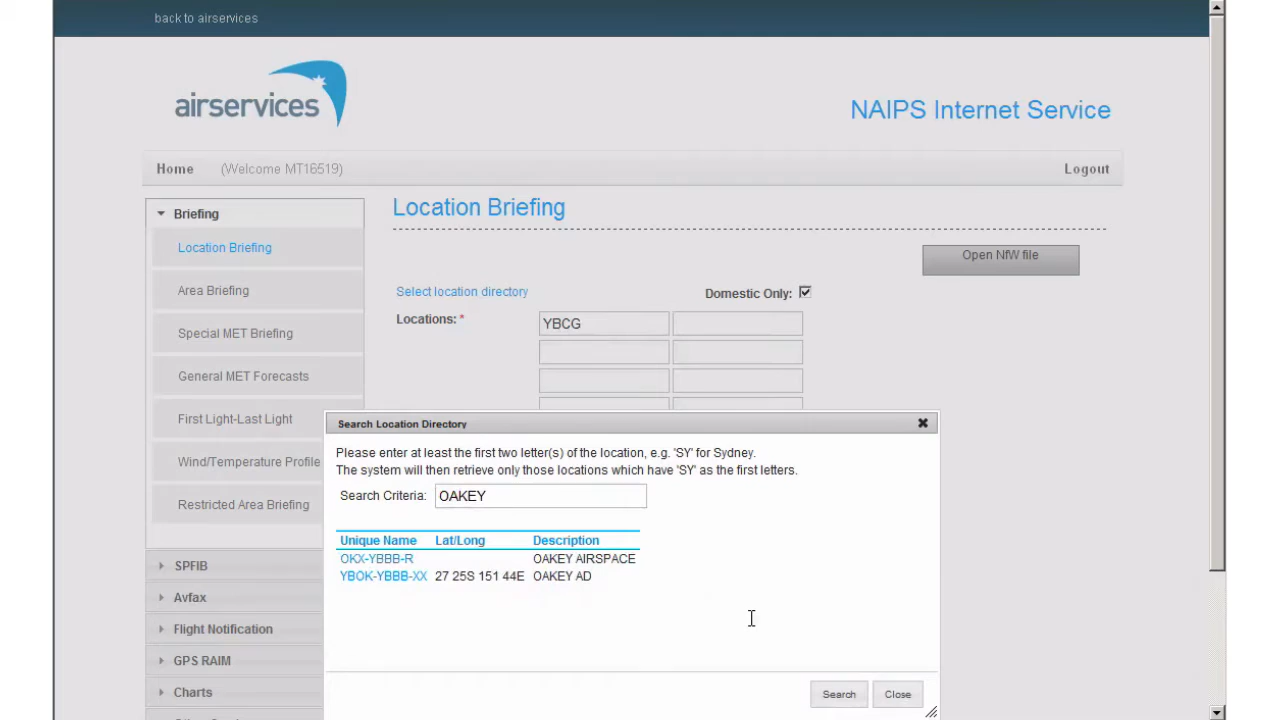 back to airservices
airservices
NAIPS Internet Service
Home (Welcome MT16519) Logout
Briefing
Location Briefing
Area Briefing
Special MET Briefing
General MET Forecasts
First Light-Last Light
Wind/Temperature Profile
Restricted Area Briefing
SPFIB
Avfax
Flight Notification
GPS RAIM
Charts
Location Briefing
Open NfW file
Select location directory Domestic Only:
Locations: * YBCG
Search Location Directory
Please enter at least the first two letter(s) of the location, e.g. 'SY' for Sydney.
The system will then retrieve only those locations which have 'SY' as the first letters.
Search Criteria: OAKEY
Unique Name Lat/Long Description
OKX-YBBB-R OAKEY AIRSPACE
YBOK-YBBB-XX 27 25S 151 44E OAKEY AD
Search Close